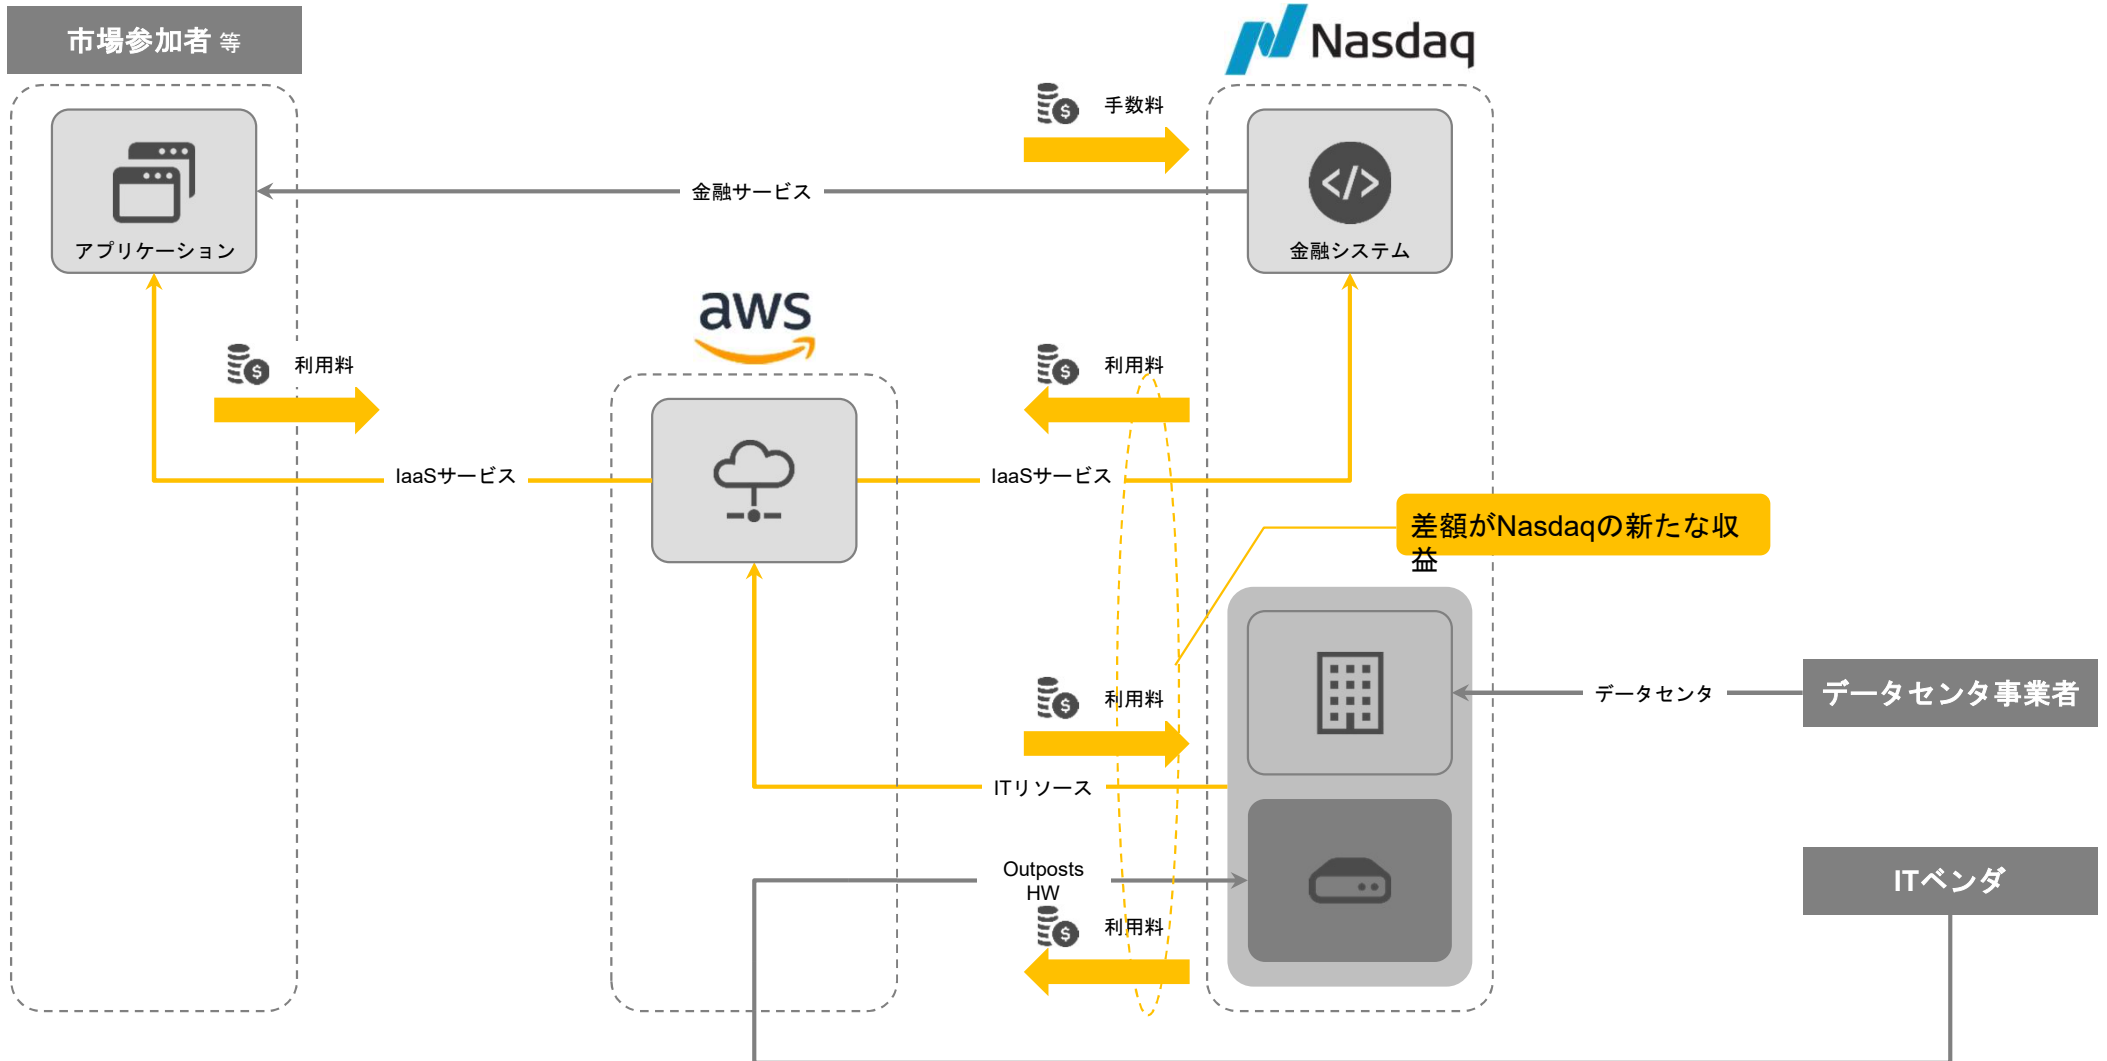 市場参加者 等
Nasdaq
手数料
アプリケーション
金融サービス
金融システム
aws
利用料
利用料
IaaSサービス
IaaSサービス
差額がNasdaqの新たな収
益
利用料
データセンタ
データセンタ事業者
ITリソース
Outposts
HW
ITベンダ
利用料